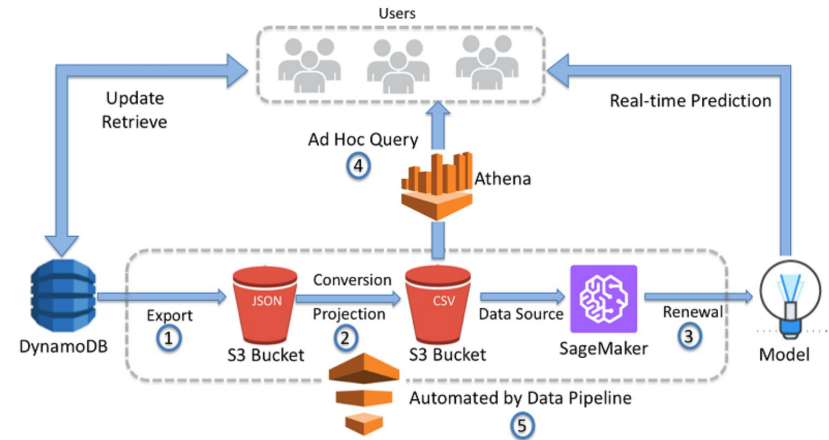 Users
Update
Retrieve
Real-time Prediction
Ad Hoc Query
4
Athena
JSON
Conversion
CSV
Export
Projection
Data Source
Renewal
1
2
3
DynamoDB
S3 Bucket
S3 Bucket
SageMaker
Model
Automated by Data Pipeline
5